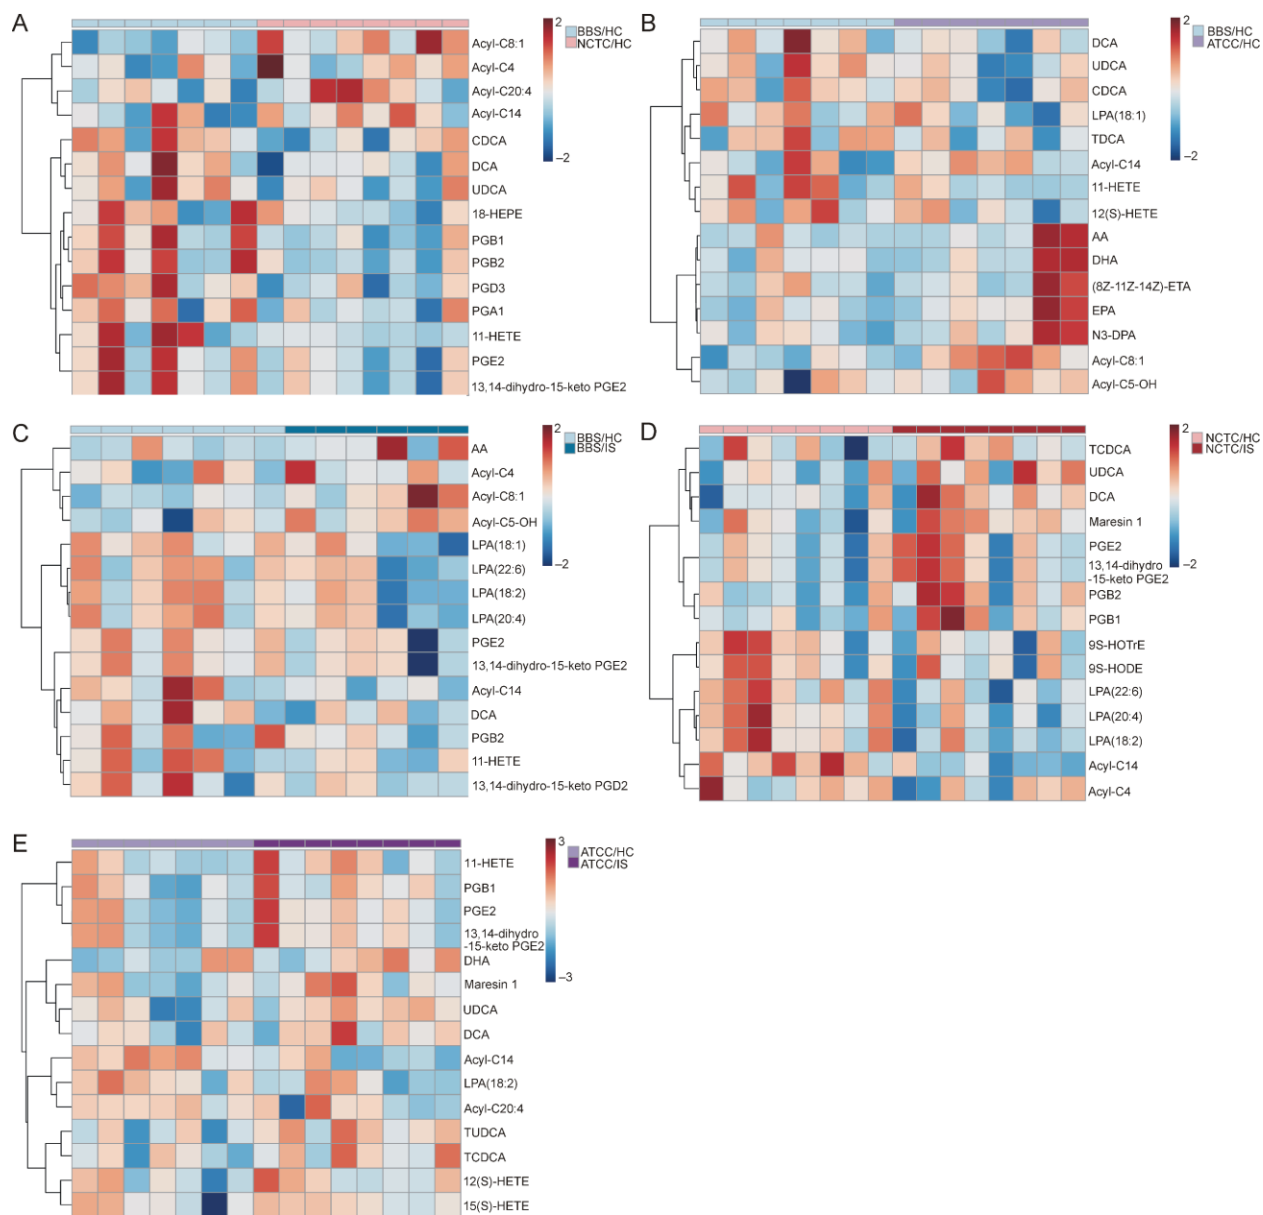 A
2
−2
BBS/HC
NCTC/HC
Acyl-C8:1
Acyl-C4
Acyl-C20:4
Acyl-C14
CDCA
DCA
UDCA
18-HEPE
PGB1
PGB2
PGD3
PGA1
11-HETE
PGE2
13,14-dihydro-15-keto PGE2
B
2
−2
BBS/HC
ATCC/HC
DCA
UDCA
CDCA
LPA(18:1)
TDCA
Acyl-C14
11-HETE
12(S)-HETE
AA
DHA
(8Z-11Z-14Z)-ETA
EPA
N3-DPA
Acyl-C8:1
Acyl-C5-OH
C
2
−2
BBS/HC
BBS/IS
AA
Acyl-C4
Acyl-C8:1
Acyl-C5-OH
LPA(18:1)
LPA(22:6)
LPA(18:2)
LPA(20:4)
PGE2
13,14-dihydro-15-keto PGE2
Acyl-C14
DCA
PGB2
11-HETE
13,14-dihydro-15-keto PGD2
D
2
−2
NCTC/HC
NCTC/IS
TCDCA
UDCA
DCA
Maresin 1
PGE2
13,14-dihydro
-15-keto PGE2
PGB2
PGB1
9S-HOTrE
9S-HODE
LPA(22:6)
LPA(20:4)
LPA(18:2)
Acyl-C14
Acyl-C4
E
3
−3
ATCC/HC
ATCC/IS
11-HETE
PGB1
PGE2
13,14-dihydro
-15-keto PGE2
DHA
Maresin 1
UDCA
DCA
Acyl-C14
LPA(18:2)
Acyl-C20:4
TUDCA
TCDCA
12(S)-HETE
15(S)-HETE